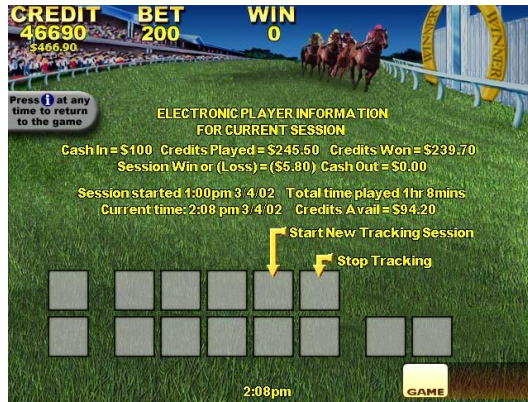 CREDIT BET WIN
46690 200 0
$466.90
WINNER WINNER
Press i at any
time to return
to the game
ELECTRONIC PLAYER INFORMATION
FOR CURRENT SESSION
Cash In = $100 Credits Played = $245.50 Credits Won = $239.70
Session Win or (Loss) = ($5.80) Cash Out = $0.00
Session started 1:00pm 3/4/02 Total time played 1hr 8mins
Current time: 2:08 pm 3/4/02 Credits Avail = $94.20
Start New Tracking Session
Stop Tracking
2:08pm
GAME